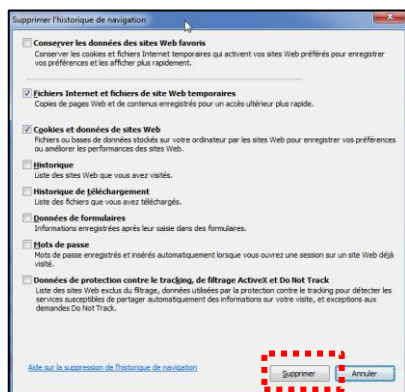 Supprimer l'historique de navigation
Conserver les données des sites Web favoris
Conserver les cookies et fichiers Internet temporaires qui activent vos sites Web préférés pour enregistrer
vos préférences et les afficher plus rapidement.
Fichiers Internet et fichiers de site Web temporaires
Copies de pages Web et de contenus enregistrés pour un accès ultérieur plus rapide.
Cookies et données de sites Web
Fichiers ou bases de données stockés sur votre ordinateur par les sites Web pour enregistrer vos préférences
ou améliorer les performances des sites Web.
Historique
Liste des sites Web que vous avez visités.
Historique de téléchargement
Liste des fichiers que vous avez téléchargés.
Données de formulaires
Informations enregistrées après leur saisie dans des formulaires.
Mots de passe
Mots de passe enregistrés et insérés automatiquement lorsque vous ouvrez une session sur un site Web déjà
visité.
Données de protection contre le tracking, de filtrage ActiveX et Do Not Track
Liste des sites Web exclus du filtrage, données utilisées par la protection contre le tracking pour détecter les
services susceptibles de partager automatiquement des informations sur votre visite, et exceptions aux
demandes Do Not Track.
Aide sur la suppression de l'historique de navigation
Supprimer
Annuler